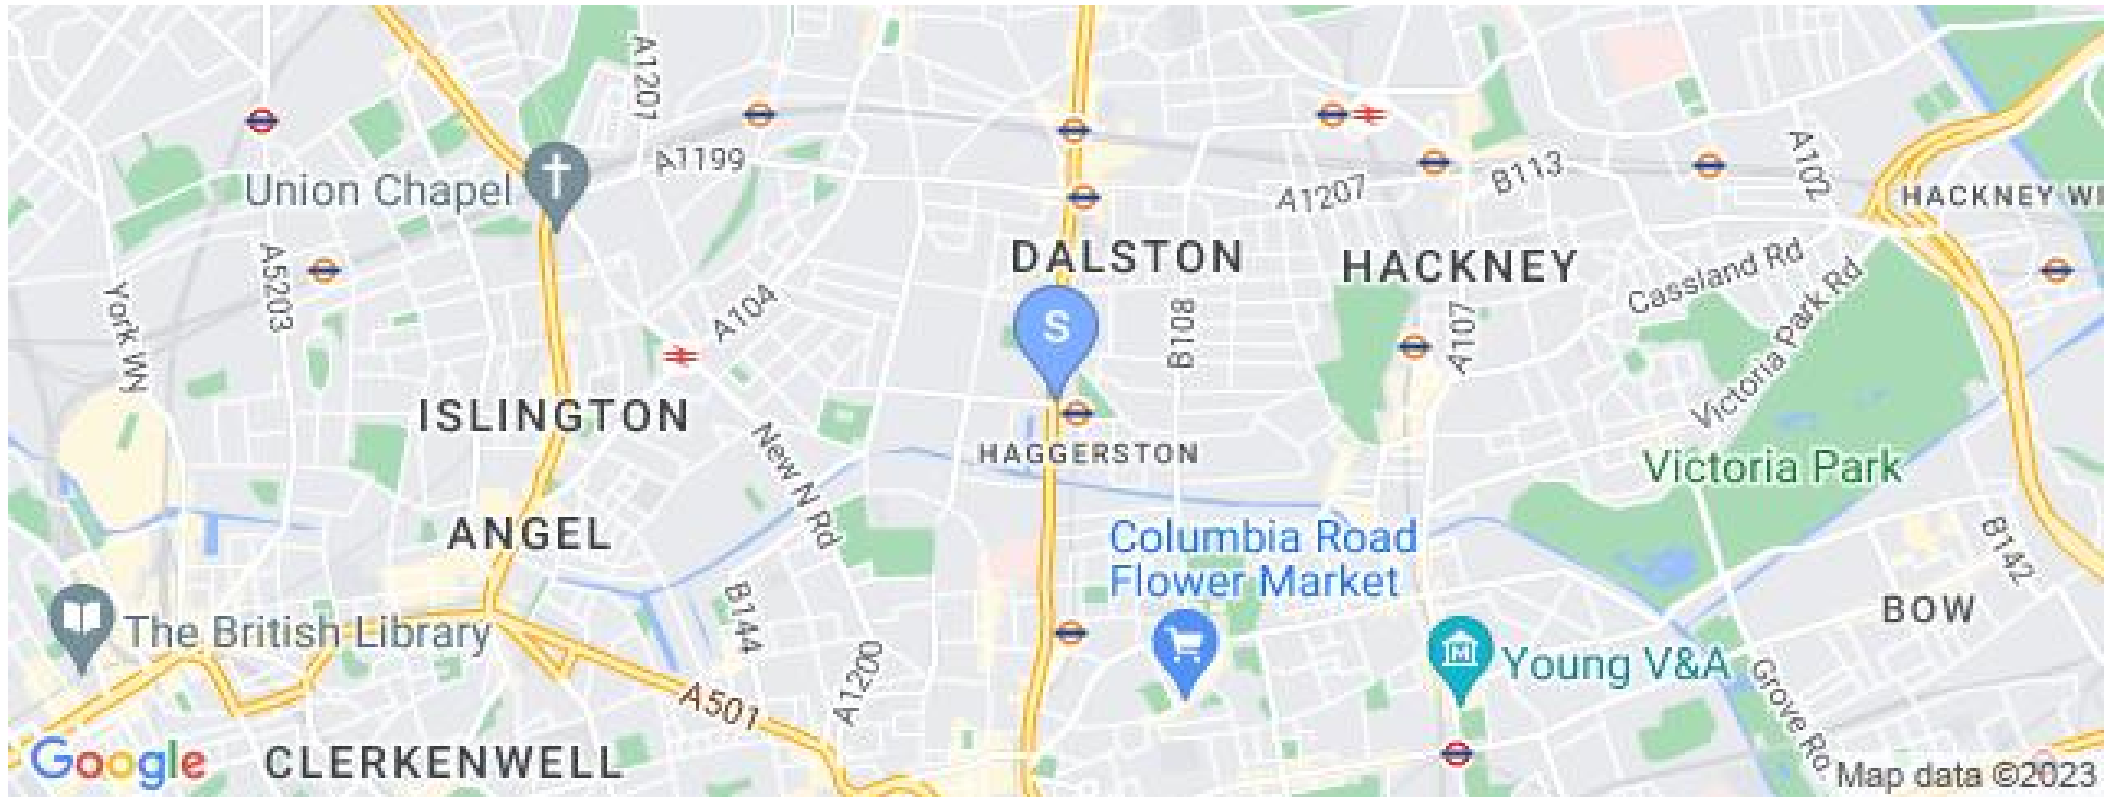 A1201
A1199
Union Chapel
A1207
B113
A102
HACKNEY WI
DALSTON
HACKNEY
Cassland Rd
Victoria Park Rd
A5203
York Wy
A104
S
B108
A107
ISLINGTON
New N Rd
HAGGERSTON
Victoria Park
ANGEL
Columbia Road
Flower Market
B142
B144
BOW
The British Library
A1200
M
Young V&A
A501
Grove Rd
Google
CLERKENWELL
Map data ©2023